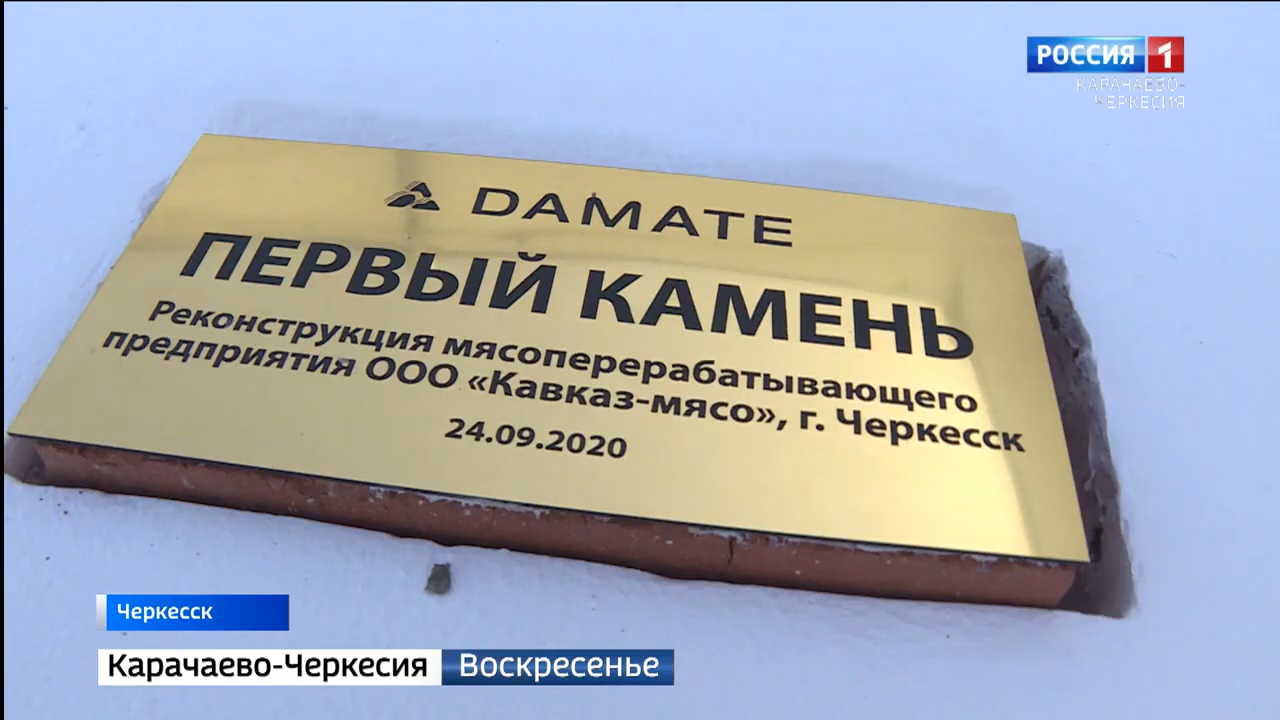 РОССИЯ 1
КАРАЧАЕВО-
ЧЕРКЕСИЯ
DAMATE
ПЕРВЫЙ КАМЕНЬ
Реконструкция мясоперерабатывающего
предприятия ООО «Кавказ-мясо», г. Черкесск
24.09.2020
Черкесск
Карачаево-Черкесия Воскресенье